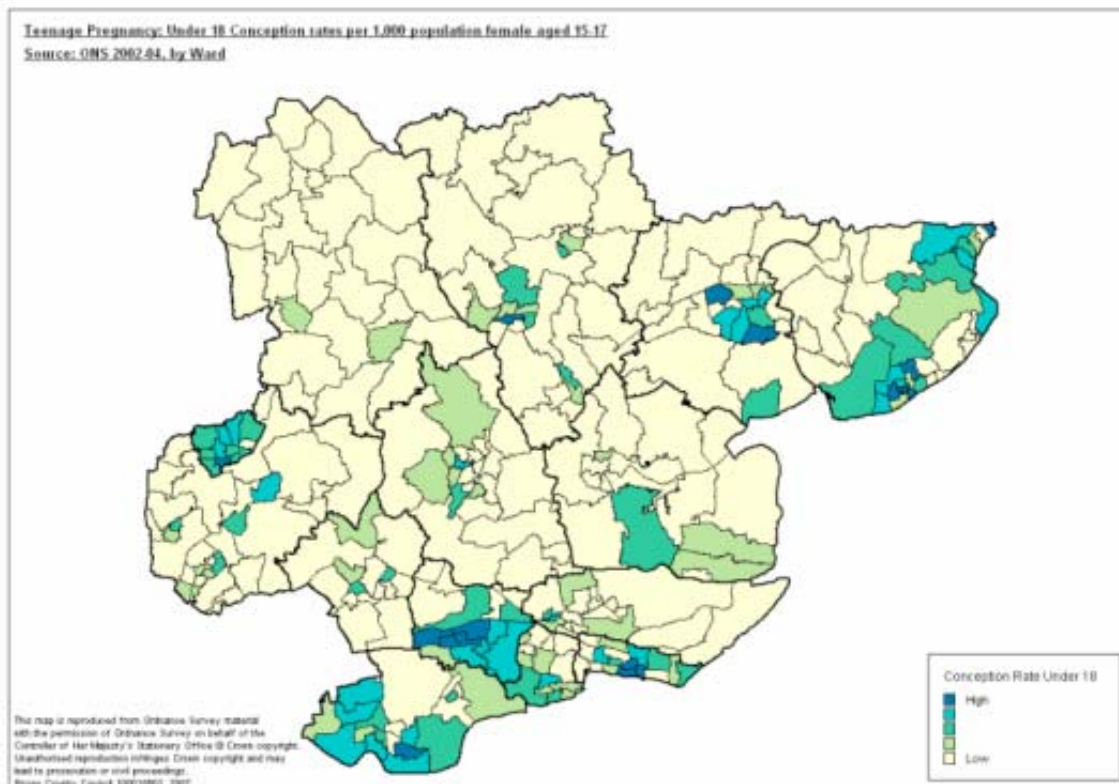 Teenage Pregnancy: Under 18 Conception rates per 1,000 population female aged 15-17
Source: ONS 2002-04, by Ward
Conception Rate Under 18
High
Low
This map is reproduced from Ordnance Survey material
with the permission of Ordnance Survey on behalf of the
Controller of Her Majesty's Stationery Office © Crown copyright.
Unauthorised reproduction infringes Crown copyright and may
lead to prosecution or civil proceedings.
Essex County Council